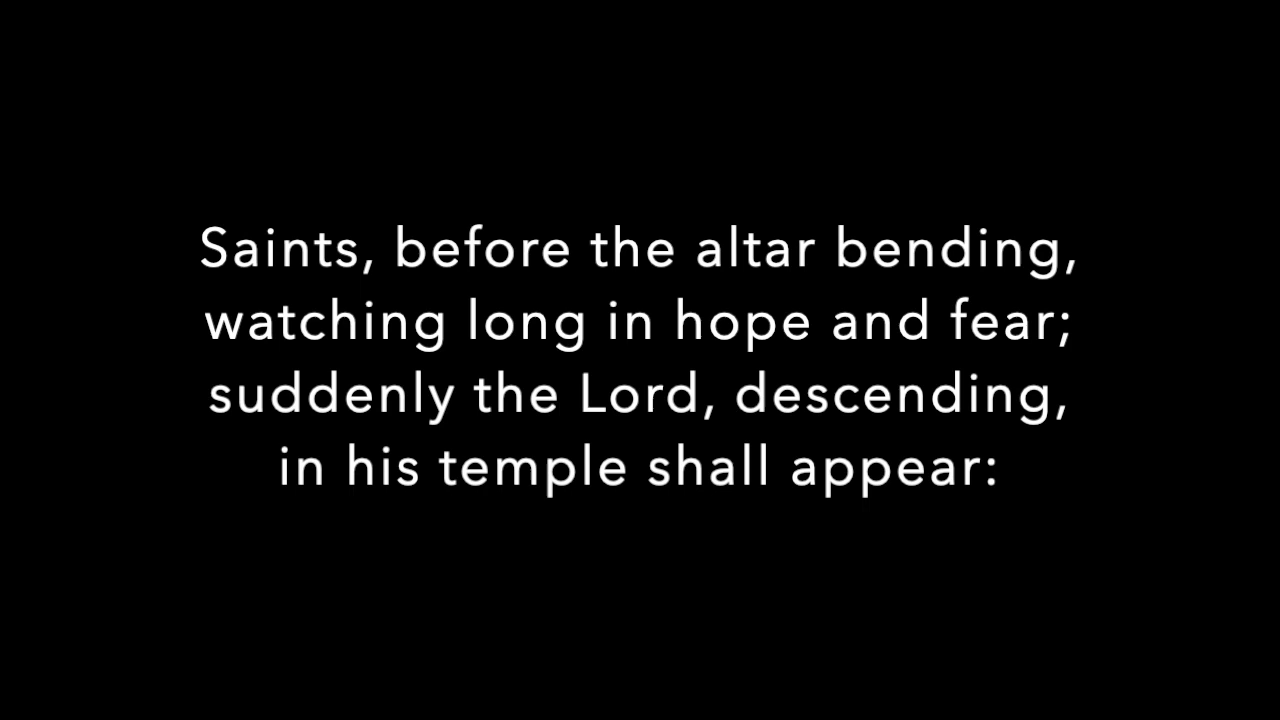 Saints, before the altar bending,
watching long in hope and fear;
suddenly the Lord, descending,
in his temple shall appear: